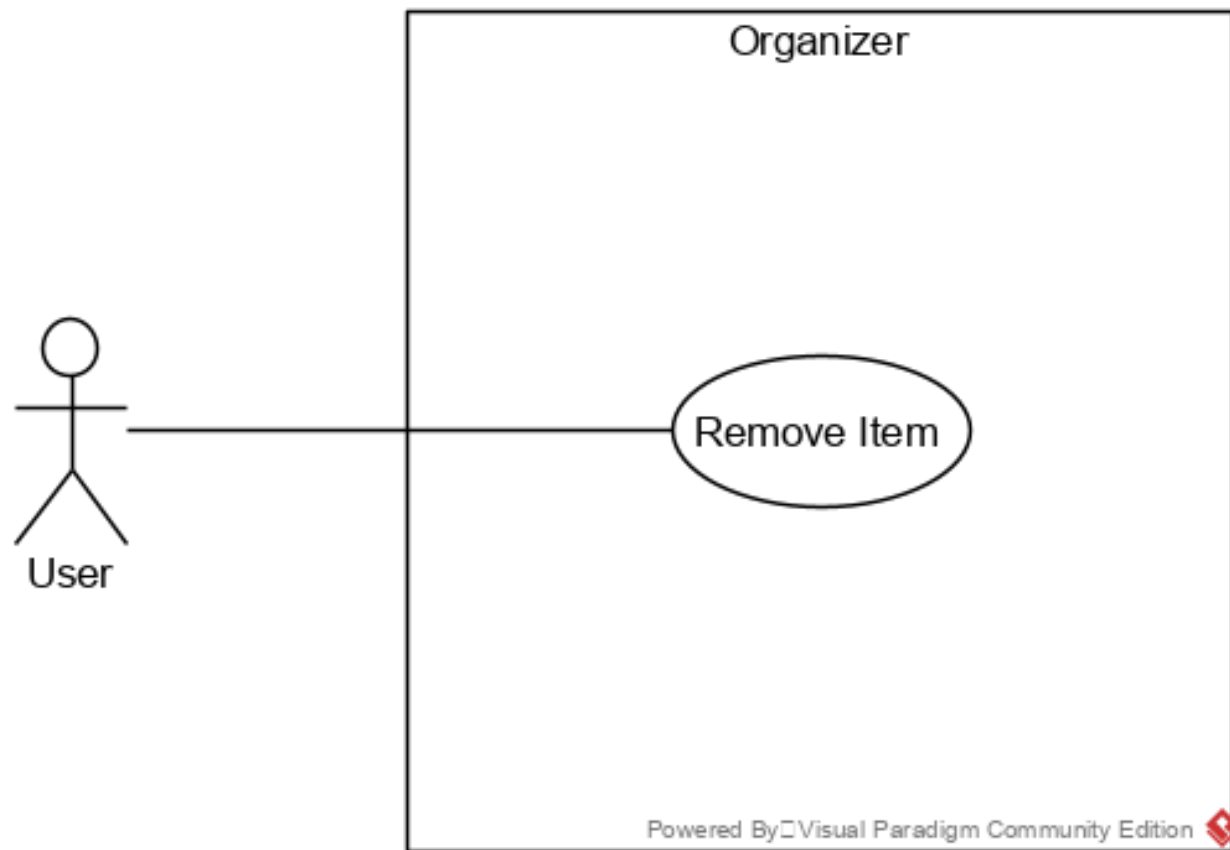 Organizer
Remove Item
User
Powered By□Visual Paradigm Community Edition